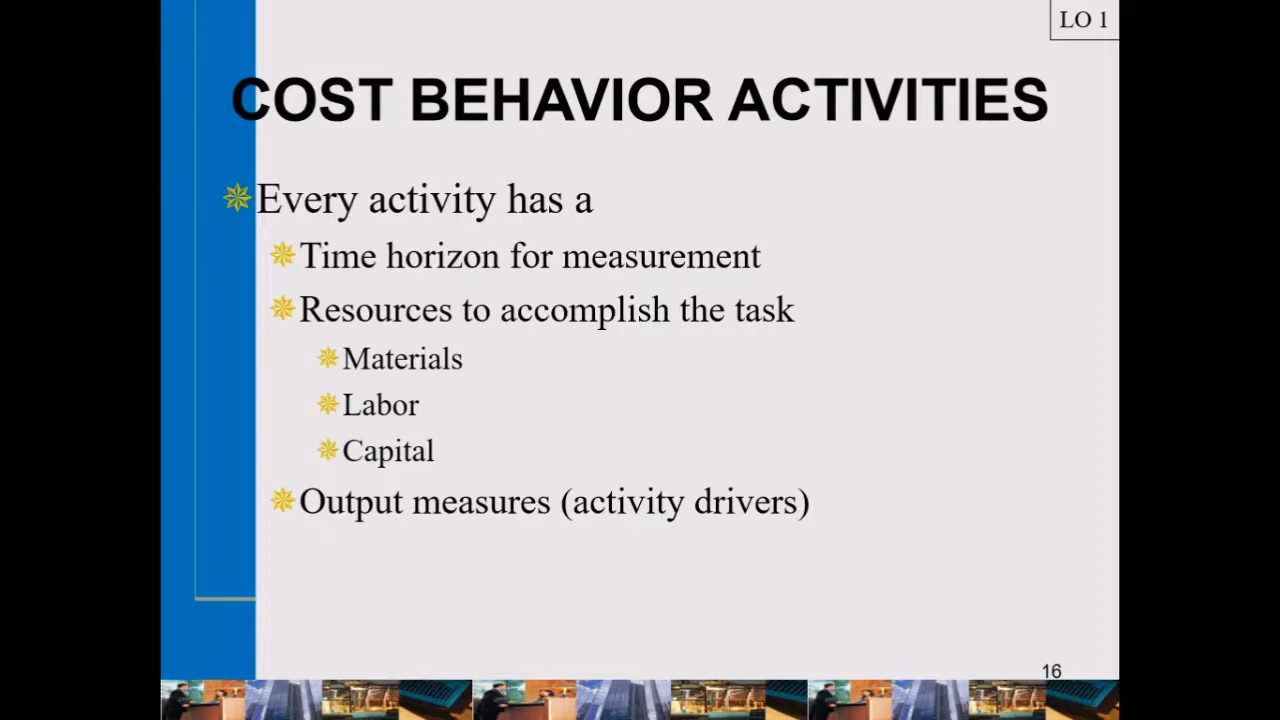 LO 1
COST BEHAVIOR ACTIVITIES
Every activity has a
Time horizon for measurement
Resources to accomplish the task
Materials
Labor
Capital
Output measures (activity drivers)
16